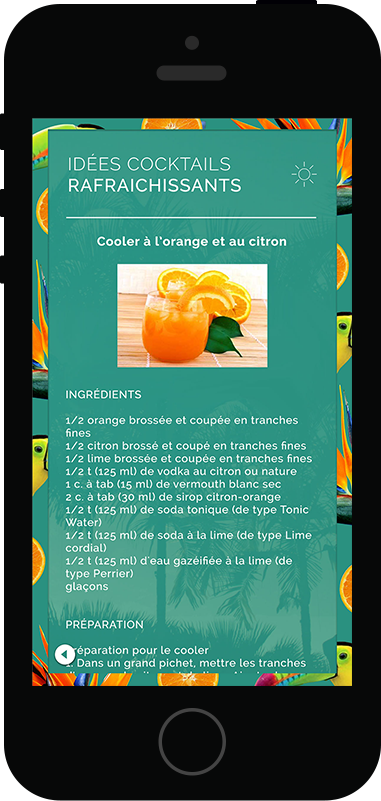 IDÉES COCKTAILS
RAFRAICHISSANTS
Cooler à l'orange et au citron
INGRÉDIENTS
1/2 orange brossée et coupée en tranches
fines
1/2 citron brossé et coupé en tranches fines
1/2 lime brossée et coupée en tranches fines
1/2 t (125 ml) de vodka au citron ou nature
1 c. à tab (15 ml) de vermouth blanc sec
2 c. à tab (30 ml) de sirop citron-orange
1/2 t (125 ml) de soda tonique (de type Tonic
Water)
1/2 t (125 ml) de soda à la lime (de type Lime
cordial)
1/2 t (125 ml) d'eau gazéifiée à la lime (de
type Perrier)
glaçons
PRÉPARATION
éparation pour le cooler
Dans un grand pichet, mettre les tranches